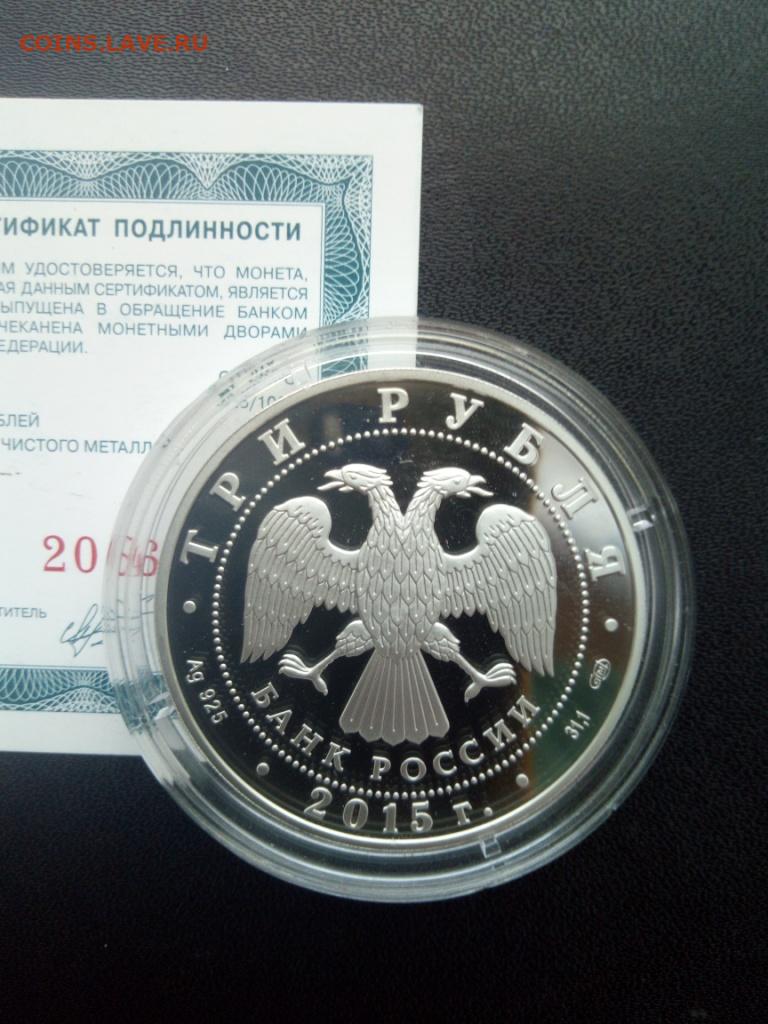 COINS.LAVE.RU
ТИФИКАТ ПОДЛИННОСТИ
М УДОСТОВЕРЯЕТСЯ, ЧТО МОНЕТА,
АЯ ДАННЫМ СЕРТИФИКАТОМ, ЯВЛЯЕТСЯ
ВЫПУЩЕНА В ОБРАЩЕНИЕ БАНКОМ
ЧЕКАНЕНА МОНЕТНЫМИ ДВОРАМИ
ЕДЕРАЦИИ.
БЛЕЙ
ЧИСТОГО МЕТАЛЛ
20
ТИТЕЛЬ
· ТРИ РУБЛЯ ·
Ag 925
31,1
БАНК РОССИИ
· 2015 г. ·